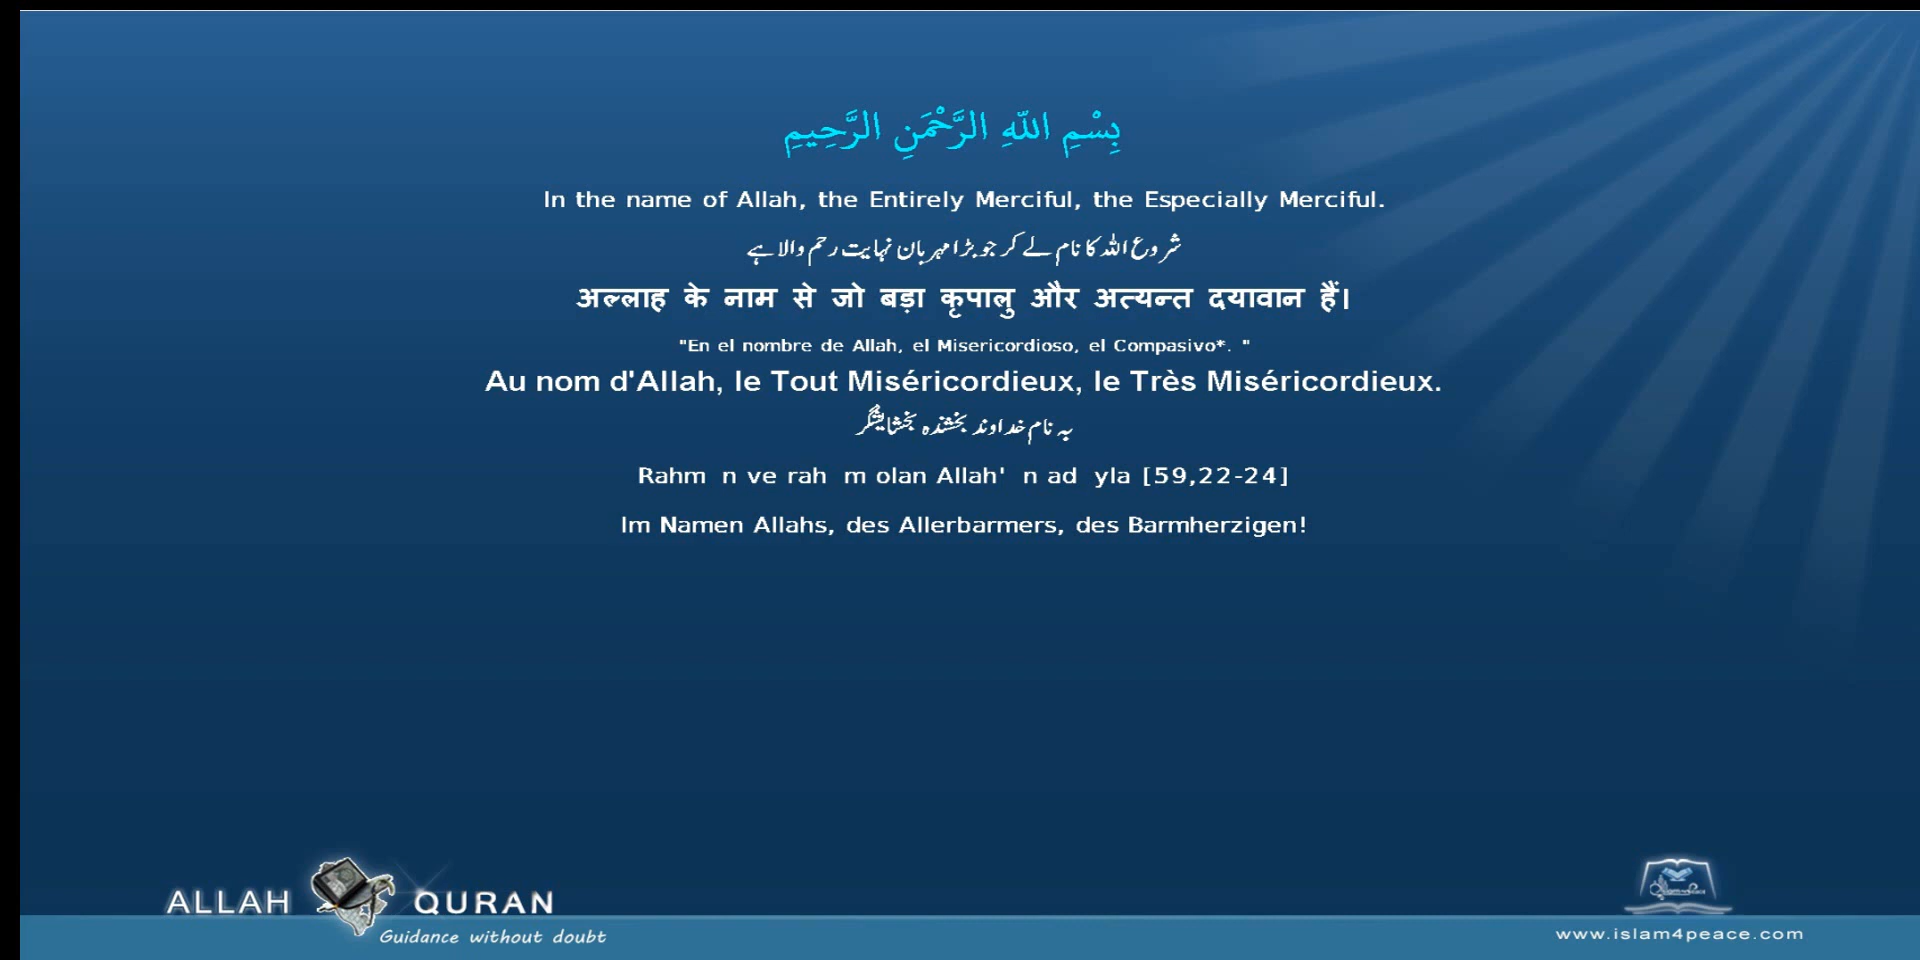 بِسْمِ اللّهِ الرَّحْمَنِ الرَّحِيمِ
In the name of Allah, the Entirely Merciful, the Especially Merciful.
شروع الله کا نام لے کر جو بڑا مہربان نہایت رحم والا ہے
अल्लाह के नाम से जो बड़ा कृपालु और अत्यन्त दयावान हैं।
"En el nombre de Allah, el Misericordioso, el Compasivo*. "
Au nom d'Allah, le Tout Miséricordieux, le Très Miséricordieux.
به نام خداوند بخشنده بخشایشگر
Rahm n ve rah m olan Allah' n ad yla [59,22-24]
Im Namen Allahs, des Allerbarmers, des Barmherzigen!
ALLAH QURAN
Guidance without doubt
www.islam4peace.com